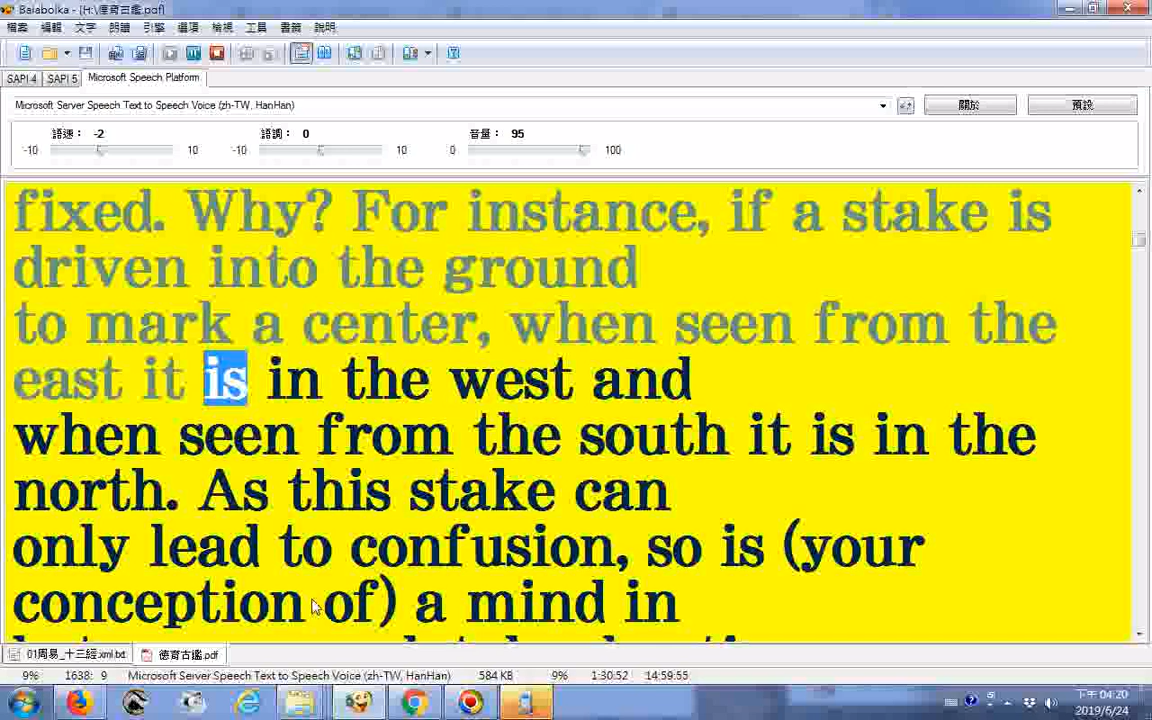 Balabolka - [H:\德育古鑑.pdf]
檔案 編輯 文字 朗讀 引擎 選項 檢視 工具 書籤 說明
SAPI 4 SAPI 5 Microsoft Speech Platform
Microsoft Server Speech Text to Speech Voice (zh-TW, HanHan) 關於 預設
語速： -2 語調： 0 音量： 95
-10 10 -10 10 0 100
fixed. Why? For instance, if a stake is
driven into the ground
to mark a center, when seen from the
east it is in the west and
when seen from the south it is in the
north. As this stake can
only lead to confusion, so is (your
conception of) a mind in
01周易_十三經.xml.txt 德育古鑑.pdf
9% 1638: 9 Microsoft Server Speech Text to Speech Voice (zh-TW, HanHan) 584 KB 9% 1:30:52 14:59:55
下午 04:20
2019/6/24